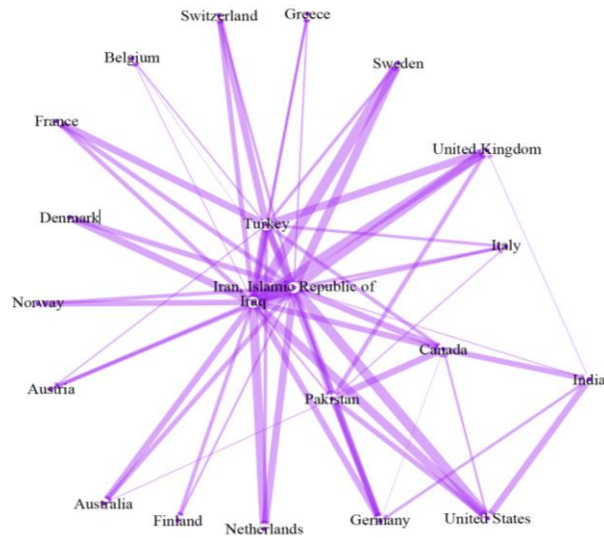 Switzerland
Greece
Belgium
Sweden
France
United Kingdom
Denmark
Turkey
Italy
Iran, Islamic Republic of
Norway
Iraq
Canada
Austria
India
Pakistan
Australia
Finland
Netherlands
Germany
United States